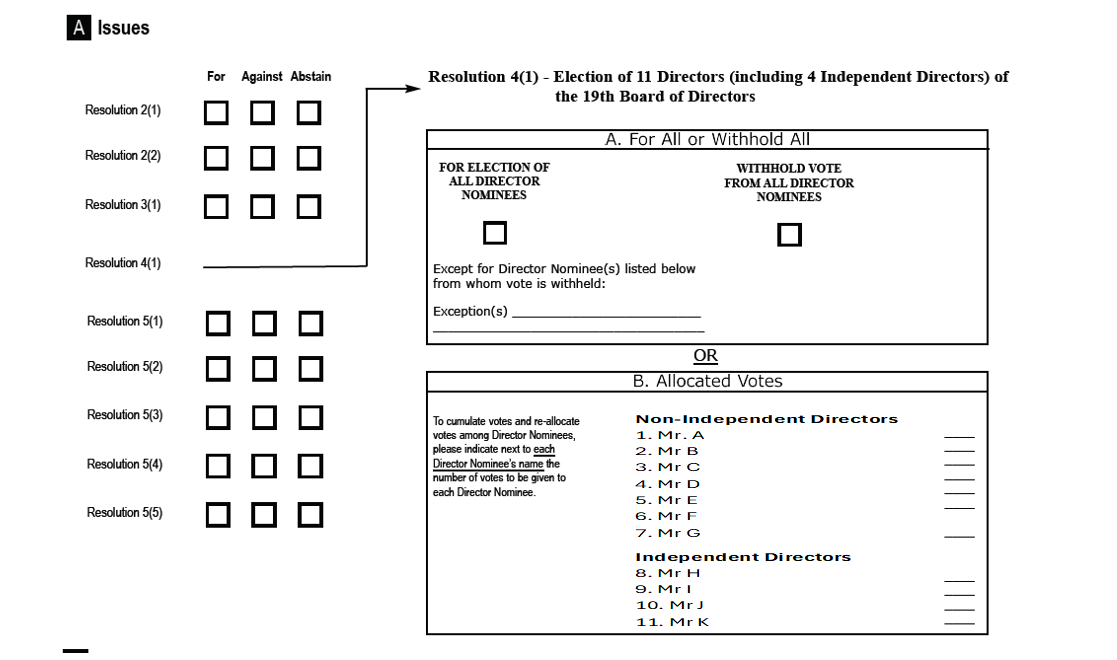 A Issues
For Against Abstain
Resolution 2(1)
Resolution 2(2)
Resolution 3(1)
Resolution 4(1)
Resolution 5(1)
Resolution 5(2)
Resolution 5(3)
Resolution 5(4)
Resolution 5(5)
Resolution 4(1) - Election of 11 Directors (including 4 Independent Directors) of
the 19th Board of Directors
A. For All or Withhold All
FOR ELECTION OF
ALL DIRECTOR
NOMINEES
WITHHOLD VOTE
FROM ALL DIRECTOR
NOMINEES
Except for Director Nominee(s) listed below
from whom vote is withheld:
Exception(s)
OR
B. Allocated Votes
To cumulate votes and re-allocate
votes among Director Nominees,
please indicate next to each
Director Nominee's name the
number of votes to be given to
each Director Nominee.
Non-Independent Directors
1. Mr. A
2. Mr B
3. Mr C
4. Mr D
5. Mr E
6. Mr F
7. Mr G
Independent Directors
8. Mr H
9. Mr I
10. Mr J
11. Mr K